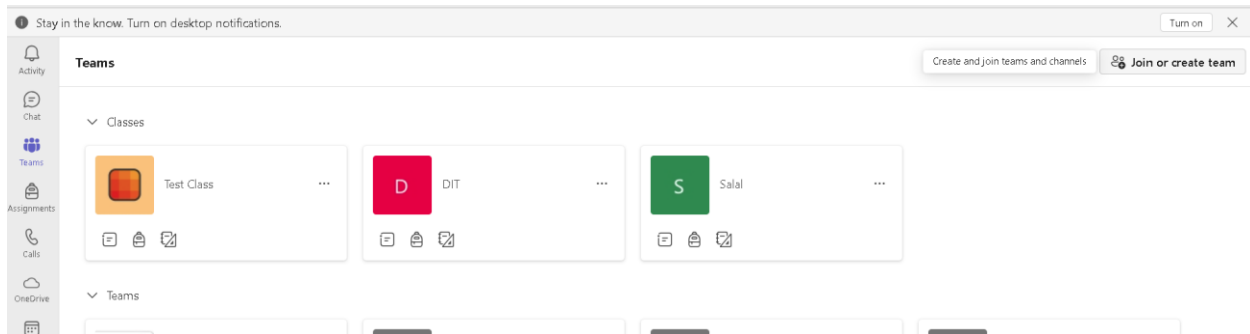 Stay in the know. Turn on desktop notifications.
Turn on
Activity
Teams
Create and join teams and channels
Join or create team
Chat
Classes
Teams
Test Class
D
DIT
S
Salal
Assignments
Calls
OneDrive
Teams